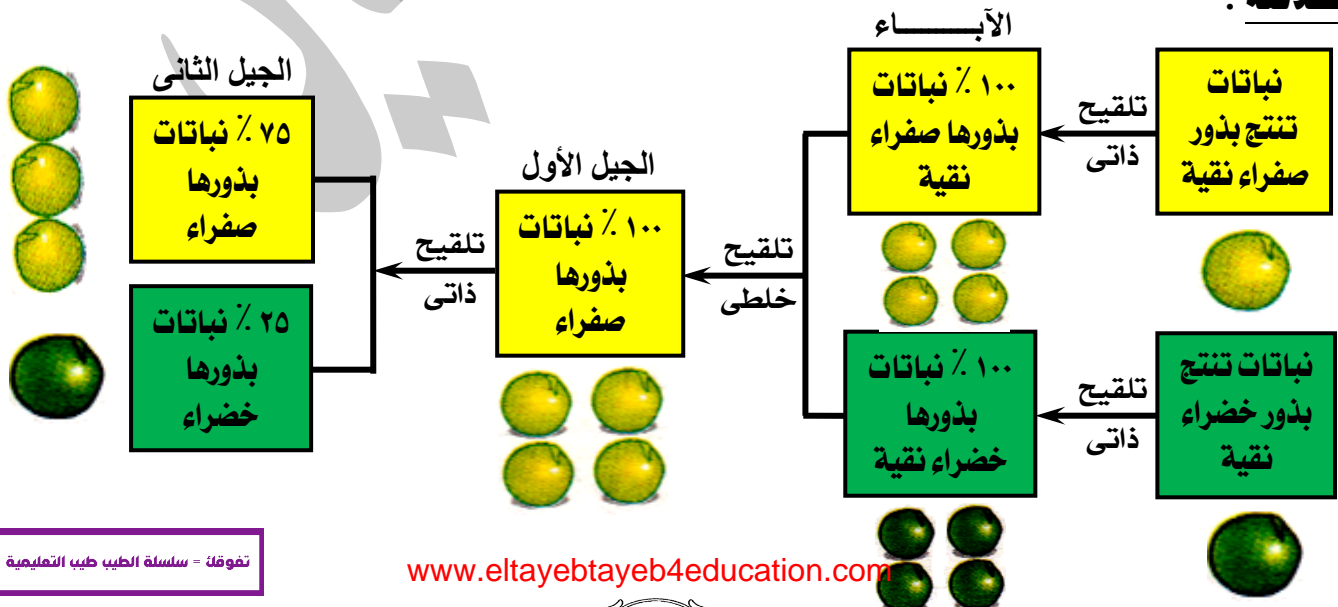 الآبـــــــاء
نباتات
تنتج بذور
صفراء نقية
تلقيح
ذاتى
١٠٠ ٪ نباتات
بذورها صفراء
نقية
نباتات تنتج
بذور خضراء
نقية
تلقيح
ذاتى
١٠٠ ٪ نباتات
بذورها
خضراء نقية
تلقيح
خلطى
الجيل الأول
١٠٠ ٪ نباتات
بذورها
صفراء
تلقيح
ذاتى
الجيل الثانى
٧٥ ٪ نباتات
بذورها
صفراء
٢٥ ٪ نباتات
بذورها
خضراء
www.eltayebtayeb4education.com
تفوقك = سلسلة الطيب طيب التعليمية